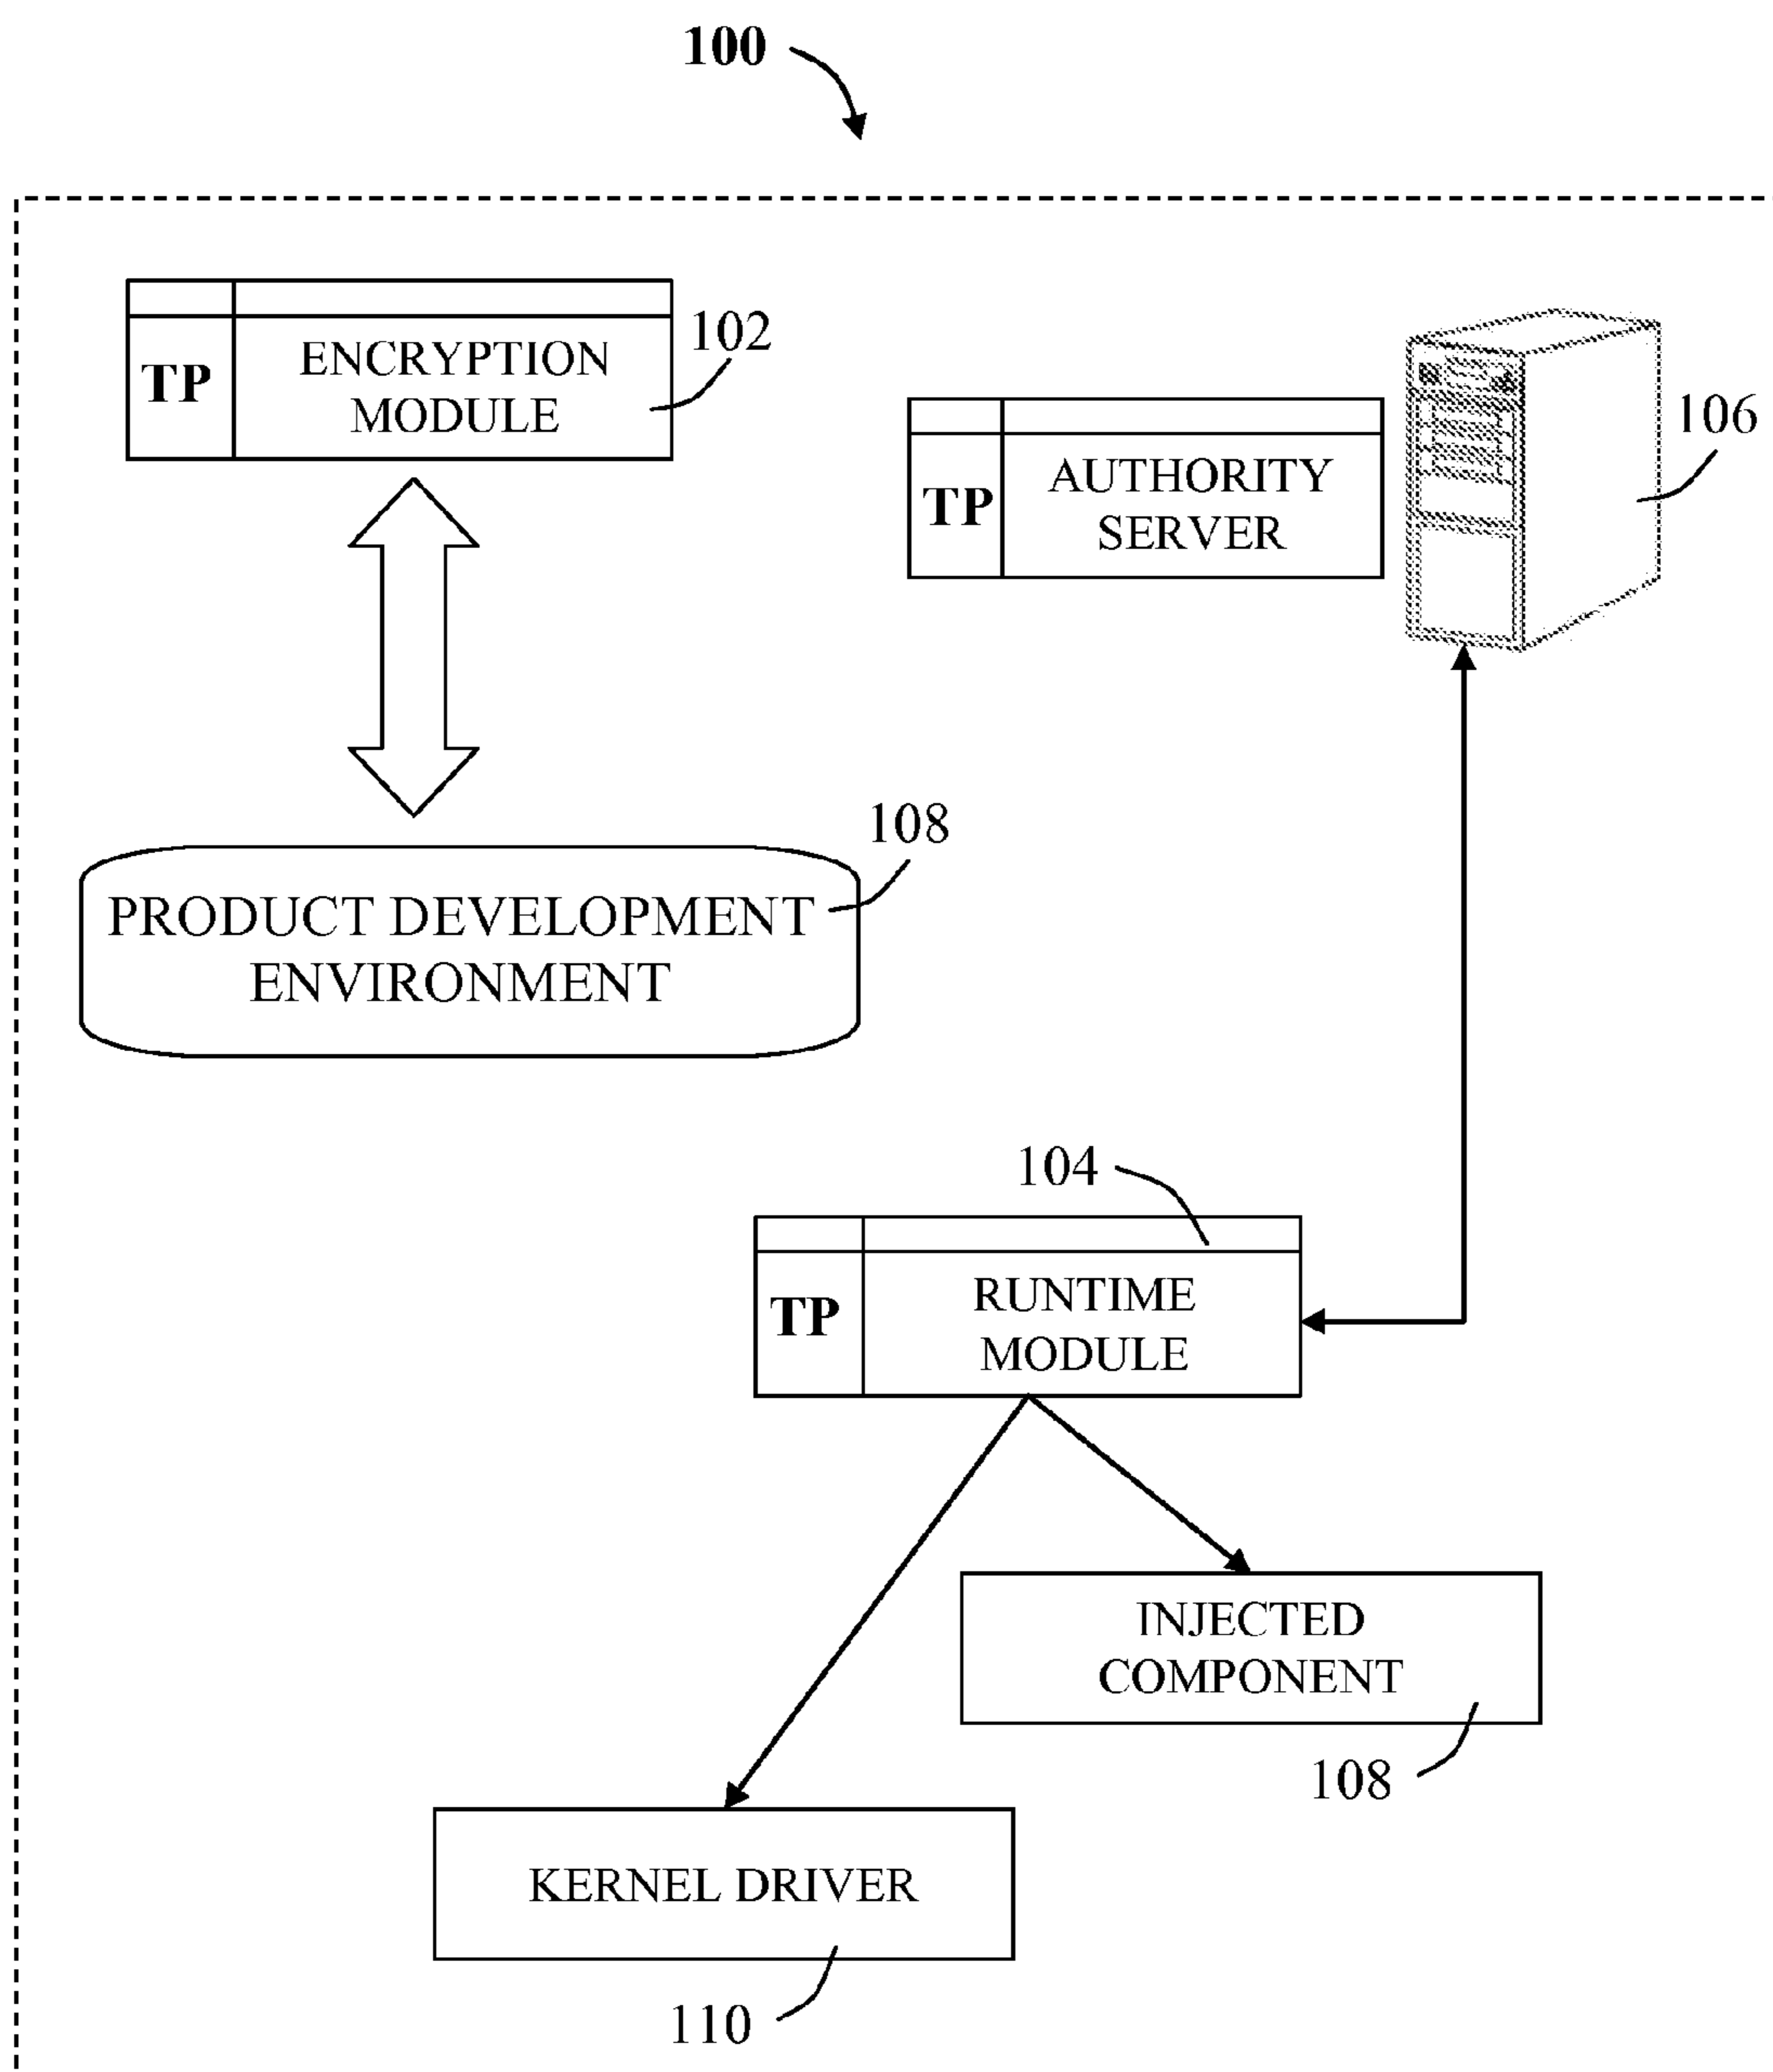 100
102
TP
ENCRYPTION
MODULE
106
TP
AUTHORITY
SERVER
108
PRODUCT DEVELOPMENT
ENVIRONMENT
104
TP
RUNTIME
MODULE
INJECTED
COMPONENT
108
KERNEL DRIVER
110